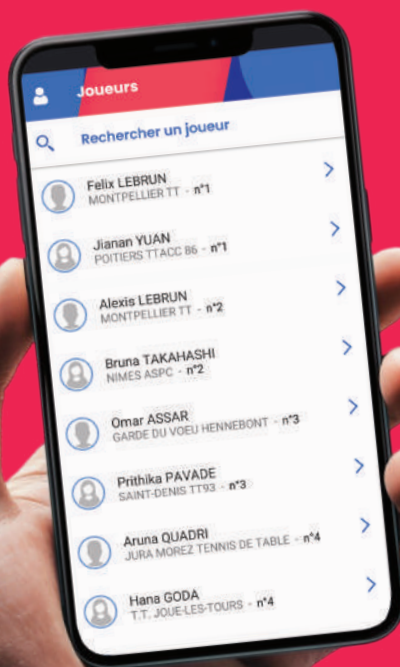 Joueurs
Rechercher un joueur
Felix LEBRUN
MONTPELLIER TT - n°1
Jianan YUAN
POITIERS TTACC 86 - n°1
Alexis LEBRUN
MONTPELLIER TT - n°2
Bruna TAKAHASHI
NIMES ASPC - n°2
Omar ASSAR
GARDE DU VOEU HENNEBONT - n°3
Prithika PAVADE
SAINT-DENIS TT93 - n°3
Aruna QUADRI
JURA MOREZ TENNIS DE TABLE - n°4
Hana GODA
T.T. JOUE-LES-TOURS - n°4